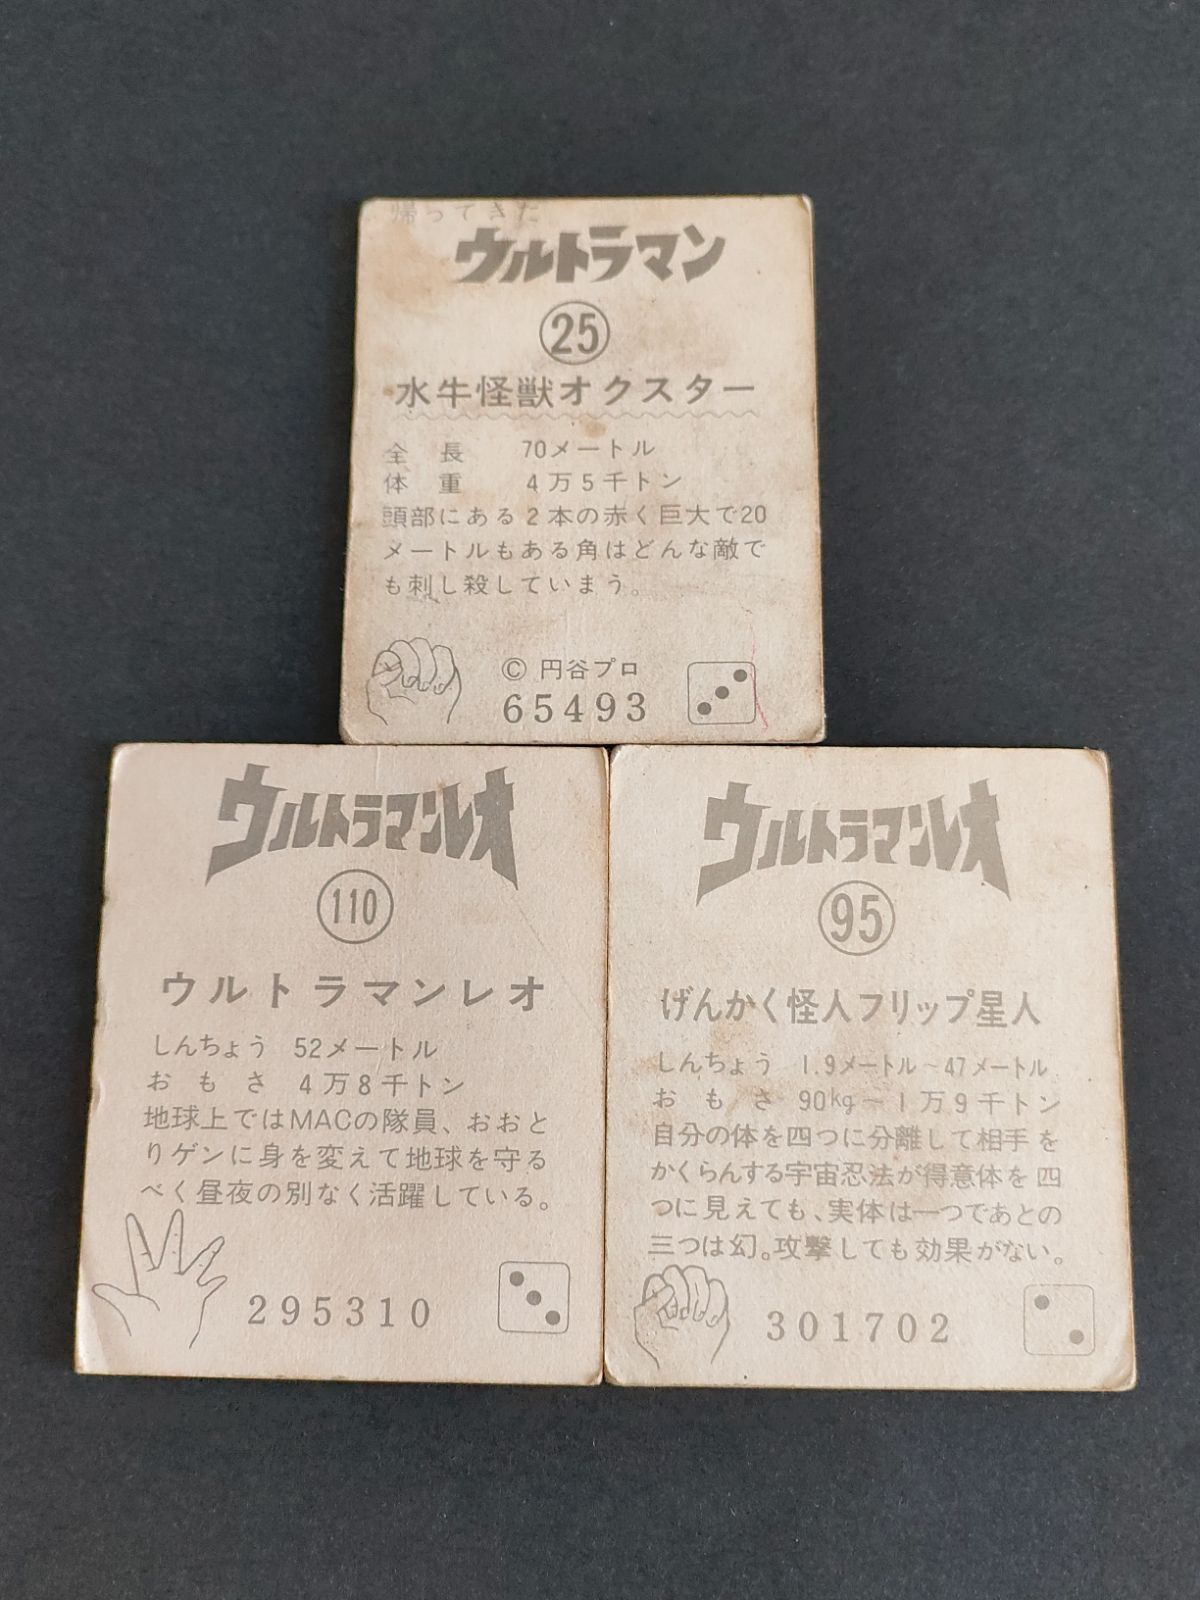 帰ってきた
ウルトラマン
25
水牛怪獣オクスター
全長 70メートル
体重 4万5千トン
頭部にある2本の赤く巨大で20
メートルもある角はどんな敵で
も刺し殺していまう。
© 円谷プロ
65493
ウルトラマンレオ
110
ウルトラマンレオ
しんちょう 52メートル
おもさ 4万8千トン
地球上ではMACの隊員、おおと
りゲンに身を変えて地球を守る
べく昼夜の別なく活躍している。
295310
ウルトラマンレオ
95
げんかく怪人フリップ星人
しんちょう 1.9メートル~47メートル
おもさ 90kg~1万9千トン
自分の体を四つに分離して相手を
かくらんする宇宙忍法が得意体を四
つに見えても、実体は一つであとの
三つは幻。攻撃しても効果がない。
301702